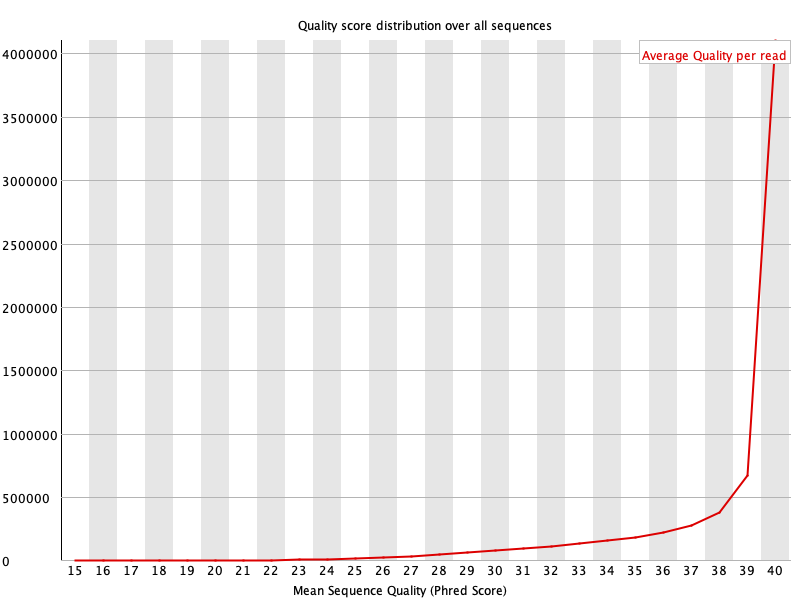 Quality score distribution over all sequences
Average Quality per read
4000000
3500000
3000000
2500000
2000000
1500000
1000000
500000
0
15 16 17 18 19 20 21 22 23 24 25 26 27 28 29 30 31 32 33 34 35 36 37 38 39 40
Mean Sequence Quality (Phred Score)